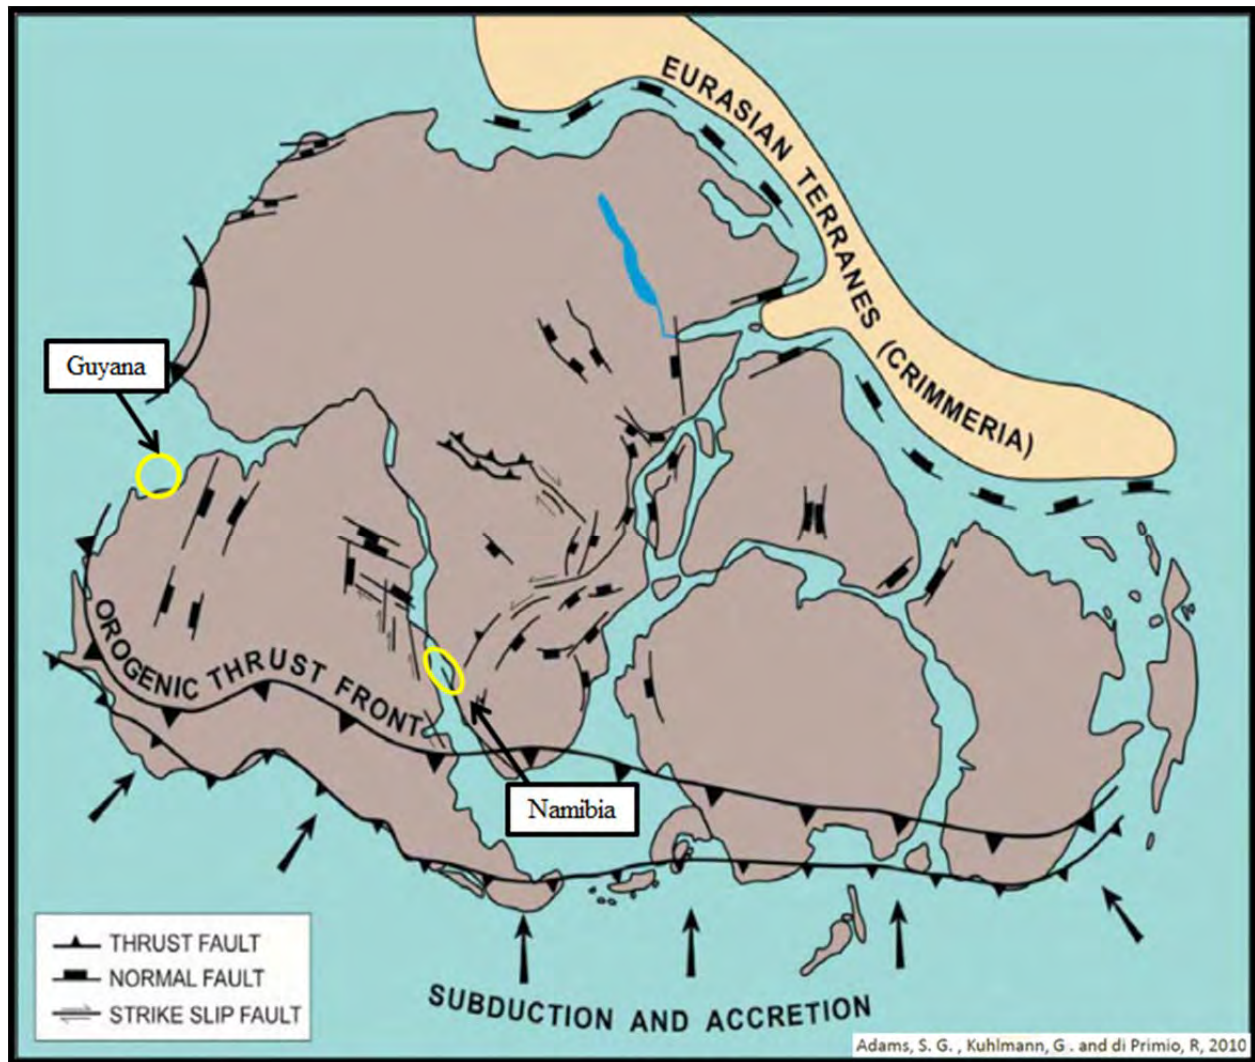 EURASIAN TERRANES (CRIMMERIA)
Guyana
OROGENIC THRUST FRONT
Namibia
THRUST FAULT
NORMAL FAULT
STRIKE SLIP FAULT
SUBDUCTION AND ACCRETION
Adams, S. G. , Kuhlmann, G . and di Primio, R, 2010